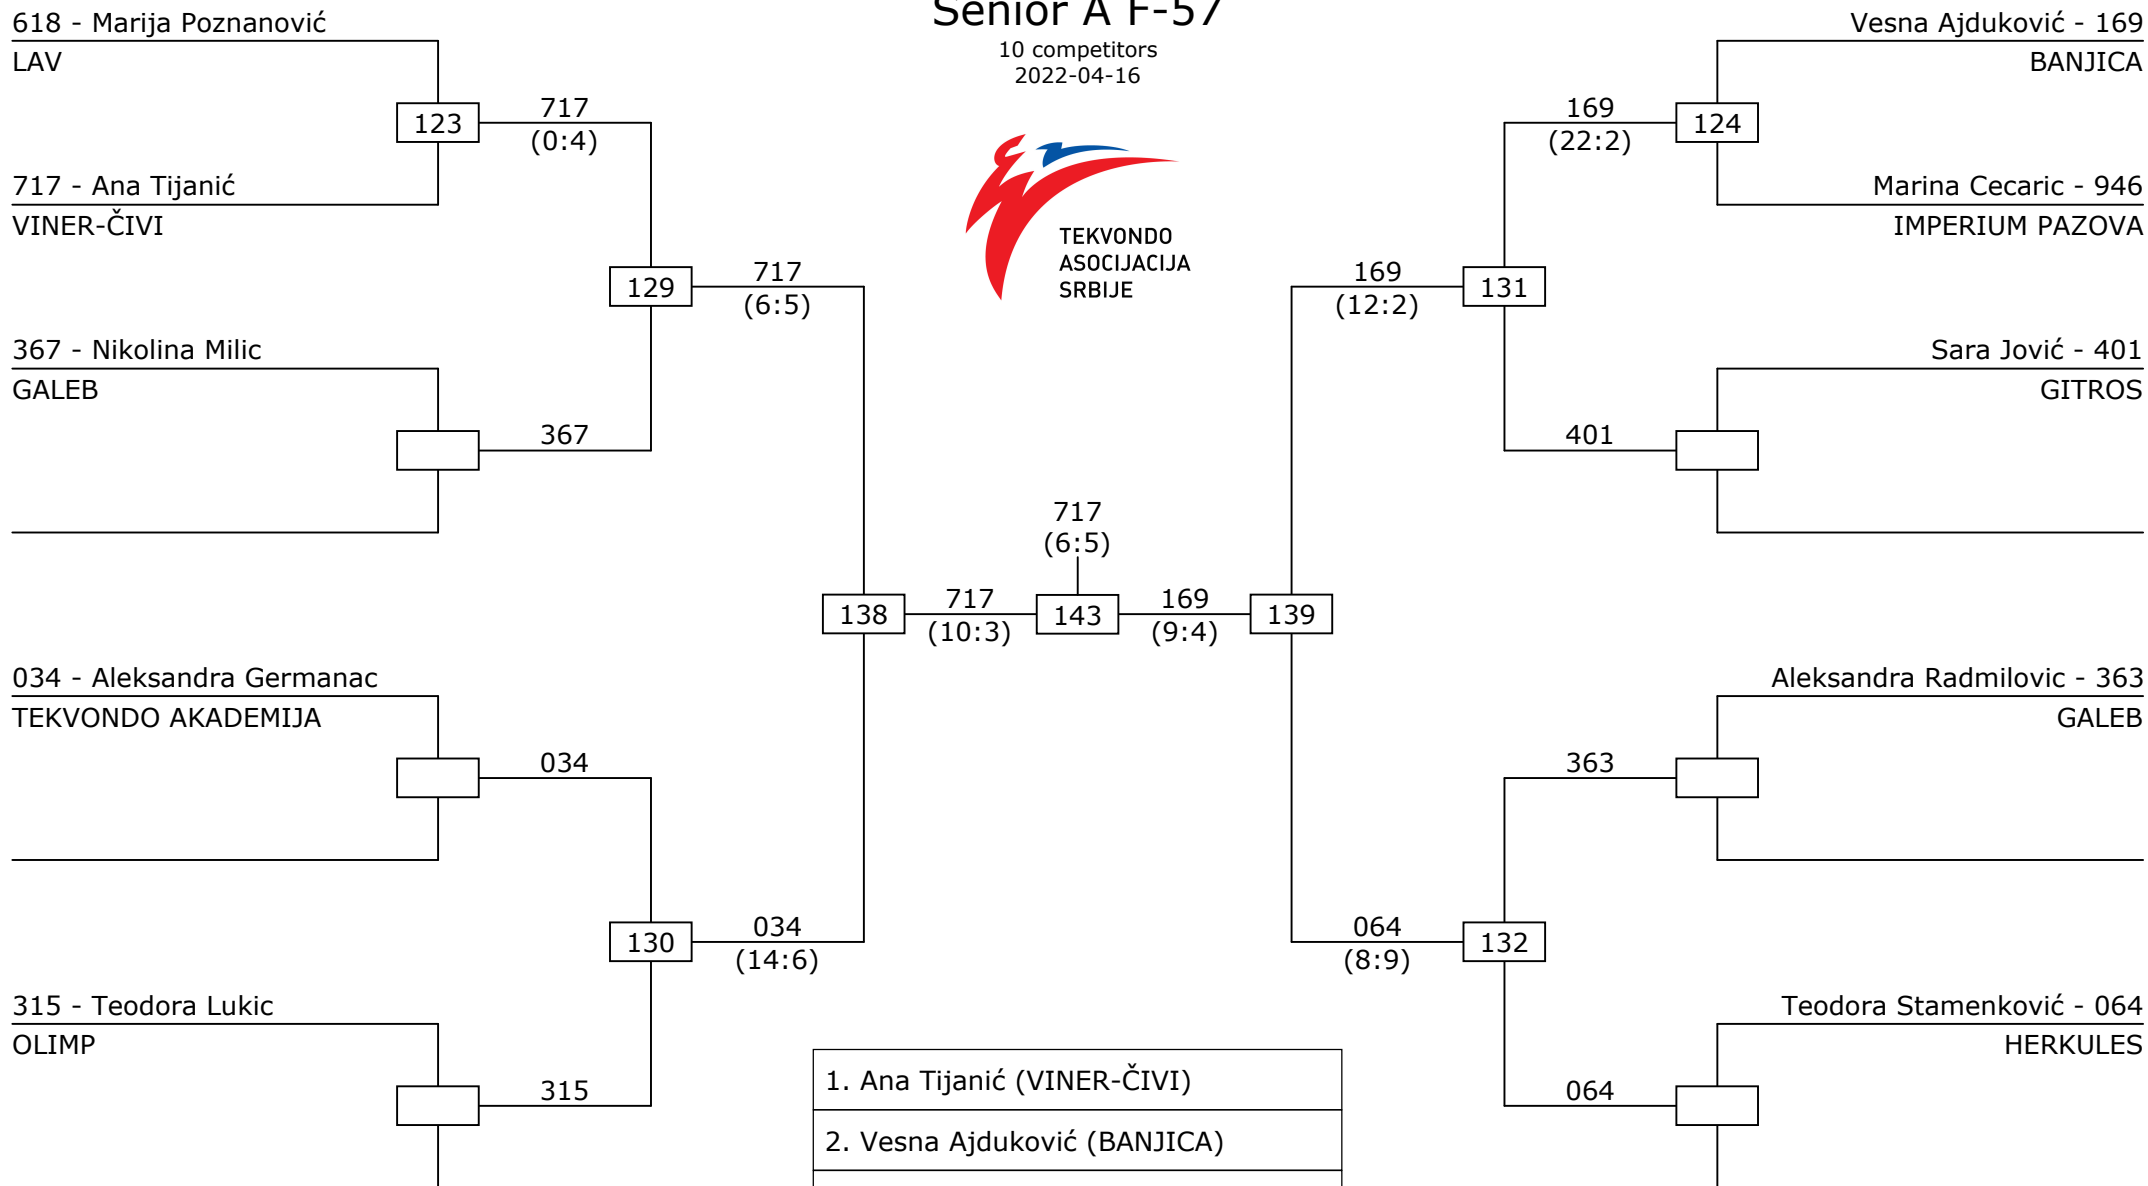 Senior A F-57
10 competitors
2022-04-16
TEKVONDO
ASOCIJACIJA
SRBIJE
618 - Marija Poznanović
LAV
123
717
(0:4)
717 - Ana Tijanić
VINER-ČIVI
129
717
(6:5)
367 - Nikolina Milic
GALEB
367
034 - Aleksandra Germanac
TEKVONDO AKADEMIJA
034
130
034
(14:6)
315 - Teodora Lukic
OLIMP
315
138
717
(10:3)
717
(6:5)
143
169
(9:4)
139
Vesna Ajduković - 169
BANJICA
169
(22:2)
124
Marina Cecaric - 946
IMPERIUM PAZOVA
169
(12:2)
131
Sara Jović - 401
GITROS
401
Aleksandra Radmilovic - 363
GALEB
363
064
(8:9)
132
Teodora Stamenković - 064
HERKULES
064
1. Ana Tijanić (VINER-ČIVI)
2. Vesna Ajduković (BANJICA)